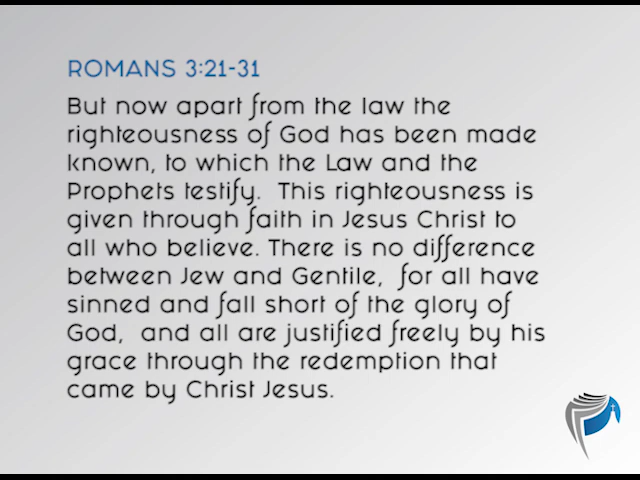 ROMANS 3:21-31
But now apart from the law the
righteousness of God has been made
known, to which the Law and the
Prophets testify.  This righteousness is
given through faith in Jesus Christ to
all who believe. There is no difference
between Jew and Gentile,  for all have
sinned and fall short of the glory of
God,  and all are justified freely by his
grace through the redemption that
came by Christ Jesus.